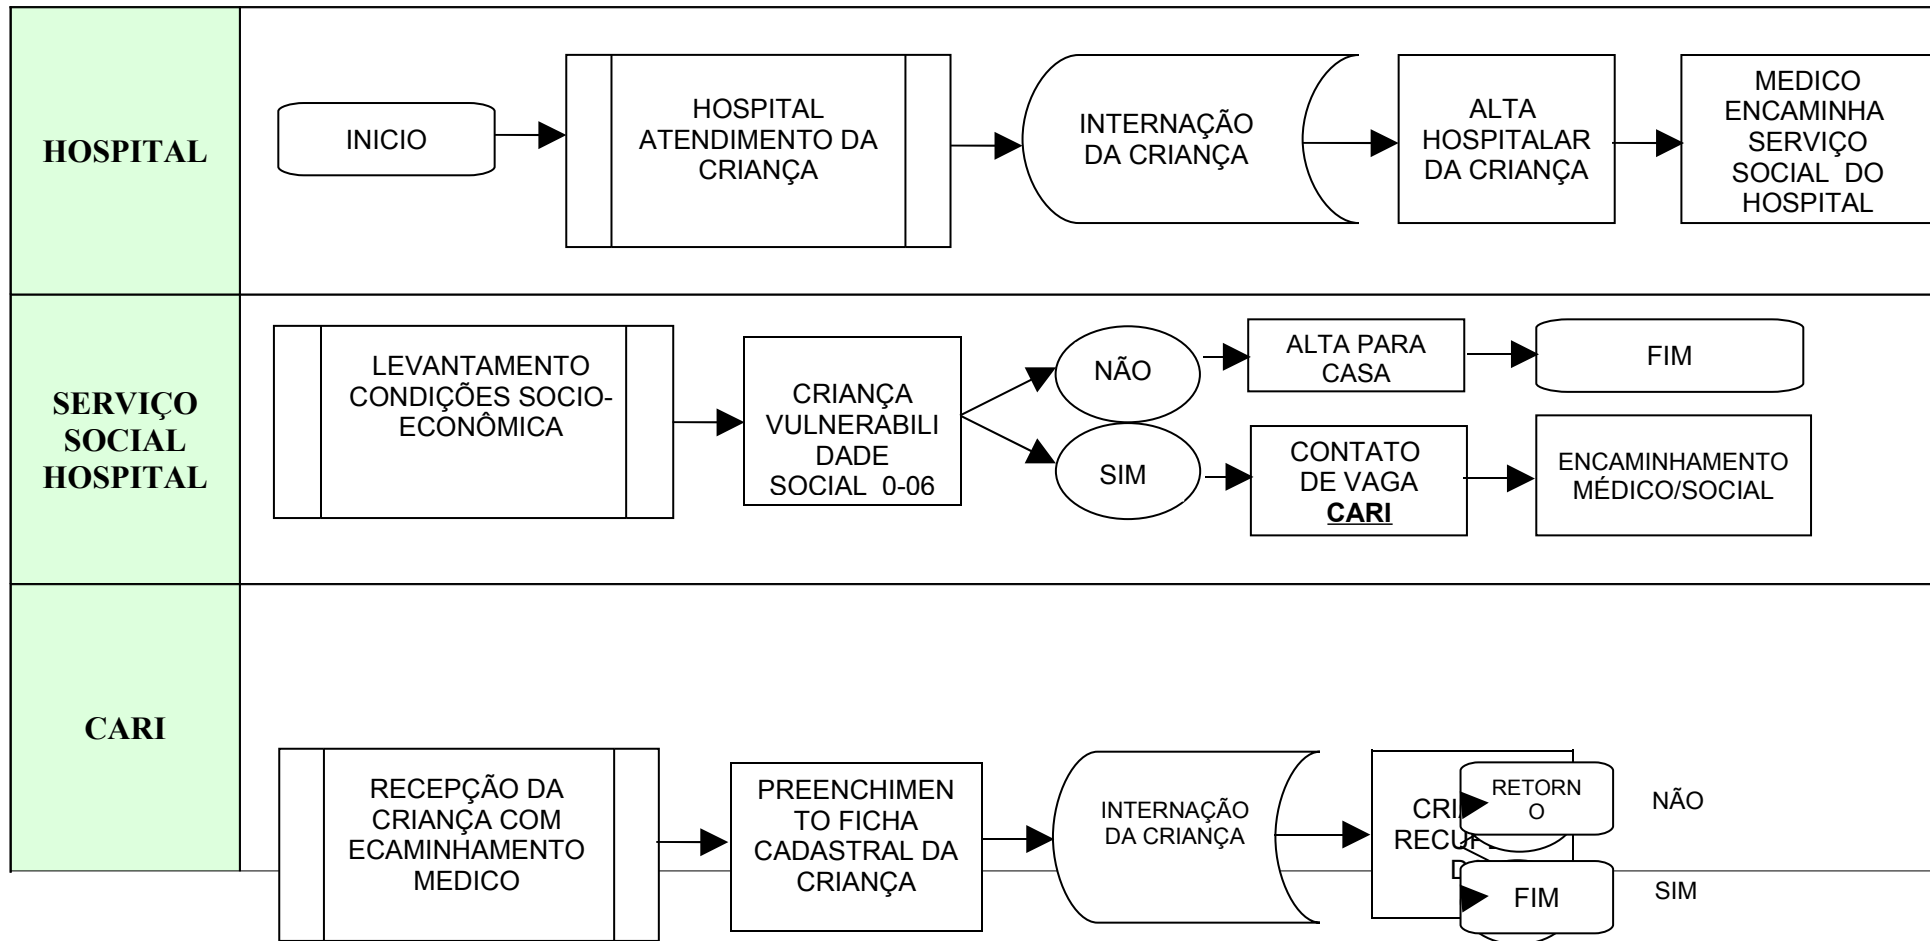 HOSPITAL
INICIO
HOSPITAL
ATENDIMENTO DA
CRIANÇA
INTERNAÇÃO
DA CRIANÇA
ALTA
HOSPITALAR
DA CRIANÇA
MEDICO
ENCAMINHA
SERVIÇO
SOCIAL DO
HOSPITAL
SERVIÇO
SOCIAL
HOSPITAL
LEVANTAMENTO
CONDIÇÕES SOCIO-
ECONÔMICA
CRIANÇA
VULNERABILI
DADE
SOCIAL 0-06
NÃO
ALTA PARA
CASA
FIM
SIM
CONTATO
DE VAGA
CARI
ENCAMINHAMENTO
MÉDICO/SOCIAL
CARI
RECEPÇÃO DA
CRIANÇA COM
ECAMINHAMENTO
MEDICO
PREENCHIMEN
TO FICHA
CADASTRAL DA
CRIANÇA
INTERNAÇÃO
DA CRIANÇA
RETORN
O
NÃO
FIM
SIM